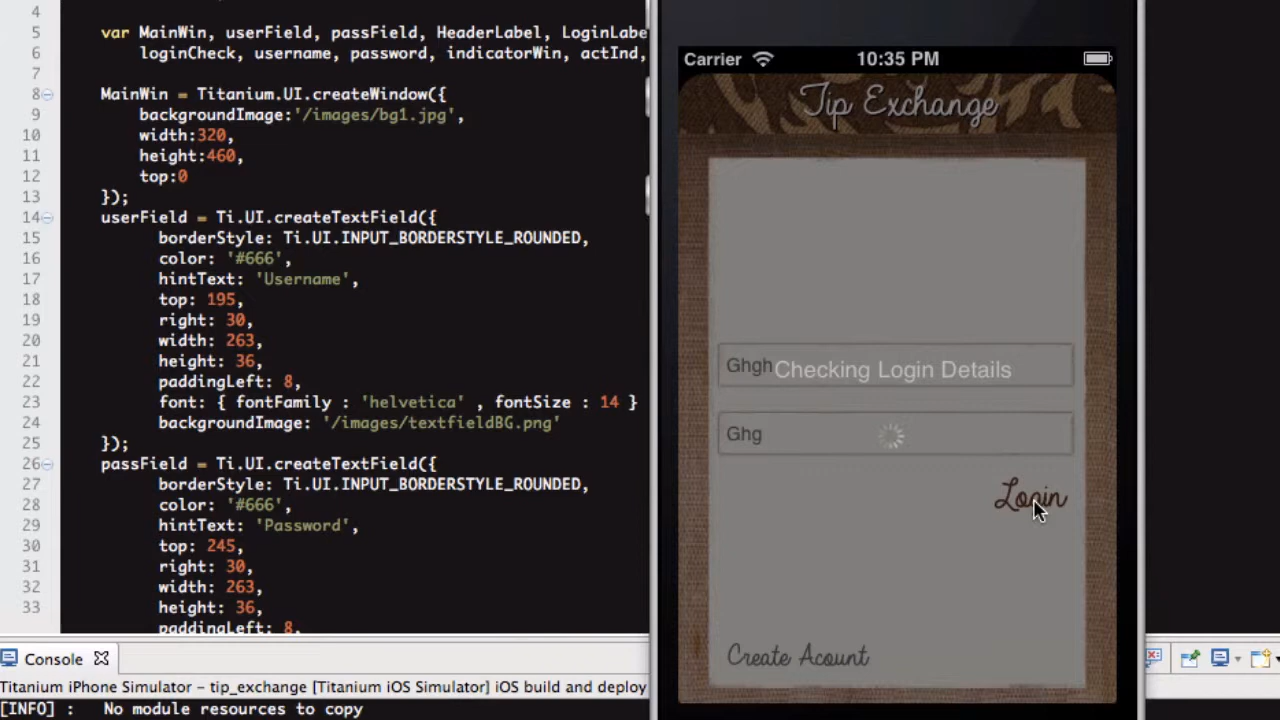 4
5 var MainWin, userField, passField, HeaderLabel, LoginLabe
6 loginCheck, username, password, indicatorWin, actInd,
7
8 MainWin = Titanium.UI.createWindow({
9 backgroundImage:'/images/bg1.jpg',
10 width:320,
11 height:460,
12 top:0
13 });
14 userField = Ti.UI.createTextField({
15 borderStyle: Ti.UI.INPUT_BORDERSTYLE_ROUNDED,
16 color: '#666',
17 hintText: 'Username',
18 top: 195,
19 right: 30,
20 width: 263,
21 height: 36,
22 paddingLeft: 8,
23 font: { fontFamily : 'helvetica' , fontSize : 14 }
24 backgroundImage: '/images/textfieldBG.png'
25 });
26 passField = Ti.UI.createTextField({
27 borderStyle: Ti.UI.INPUT_BORDERSTYLE_ROUNDED,
28 color: '#666',
29 hintText: 'Password',
30 top: 245,
31 right: 30,
32 width: 263,
33 height: 36,
paddingLeft: 8,
Console
Titanium iPhone Simulator – tip_exchange [Titanium iOS Simulator] iOS build and deploy
[INFO] : No module resources to copy
Carrier 10:35 PM
Tip Exchange
Ghgh Checking Login Details
Ghg
Login
Create Acount